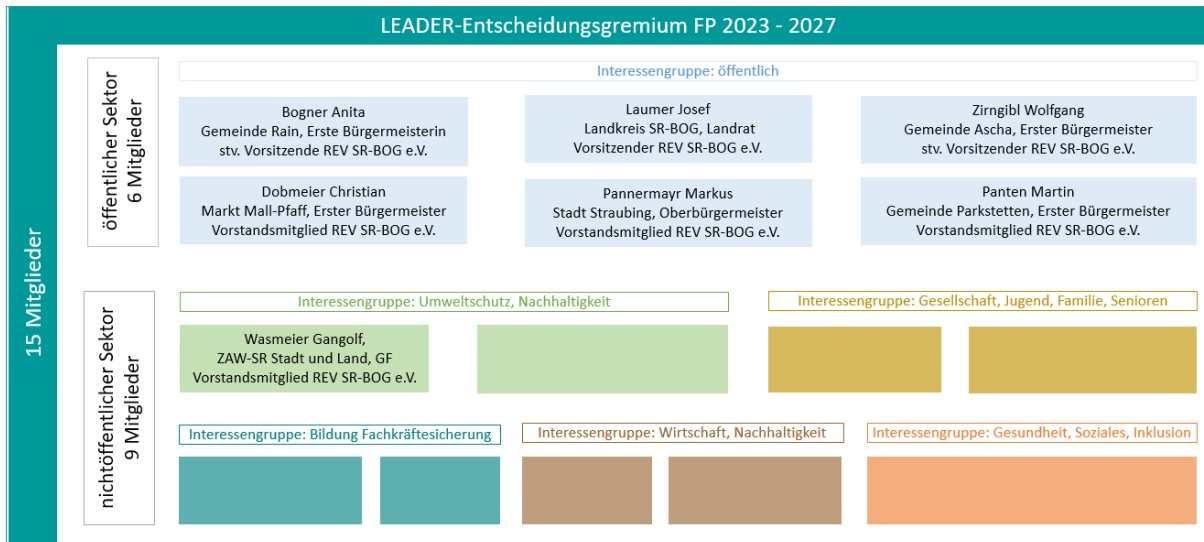 LEADER-Entscheidungsgremium FP 2023 - 2027
15 Mitglieder
öffentlicher Sektor
6 Mitglieder
Interessengruppe: öffentlich
Bogner Anita
Gemeinde Rain, Erste Bürgermeisterin
stv. Vorsitzende REV SR-BOG e.V.
Laumer Josef
Landkreis SR-BOG, Landrat
Vorsitzender REV SR-BOG e.V.
Zirngibl Wolfgang
Gemeinde Ascha, Erster Bürgermeister
stv. Vorsitzender REV SR-BOG e.V.
Dobmeier Christian
Markt Mall-Pfaff, Erster Bürgermeister
Vorstandsmitglied REV SR-BOG e.V.
Pannermayr Markus
Stadt Straubing, Oberbürgermeister
Vorstandsmitglied REV SR-BOG e.V.
Panten Martin
Gemeinde Parkstetten, Erster Bürgermeister
Vorstandsmitglied REV SR-BOG e.V.
nichtöffentlicher Sektor
9 Mitglieder
Interessengruppe: Umweltschutz, Nachhaltigkeit
Interessengruppe: Gesellschaft, Jugend, Familie, Senioren
Wasmeier Gangolf,
ZAW-SR Stadt und Land, GF
Vorstandsmitglied REV SR-BOG e.V.
Interessengruppe: Bildung Fachkräftesicherung
Interessengruppe: Wirtschaft, Nachhaltigkeit
Interessengruppe: Gesundheit, Soziales, Inklusion